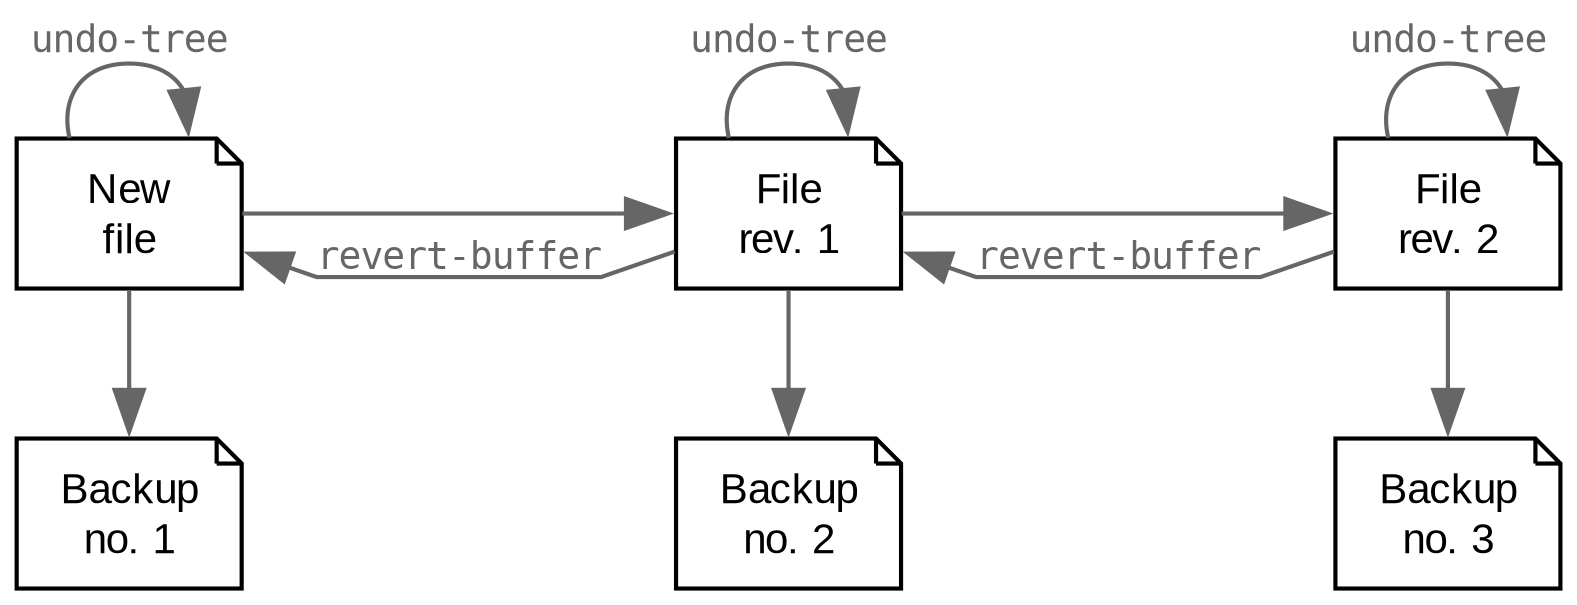 undo-tree
undo-tree
undo-tree
New
file
File
rev. 1
File
rev. 2
revert-buffer
revert-buffer
Backup
no. 1
Backup
no. 2
Backup
no. 3